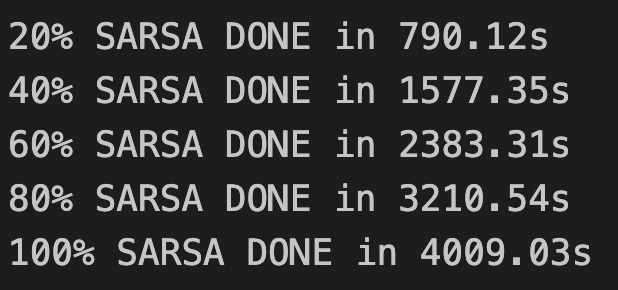 20% SARSA DONE in 790.12s
40% SARSA DONE in 1577.35s
60% SARSA DONE in 2383.31s
80% SARSA DONE in 3210.54s
100% SARSA DONE in 4009.03s